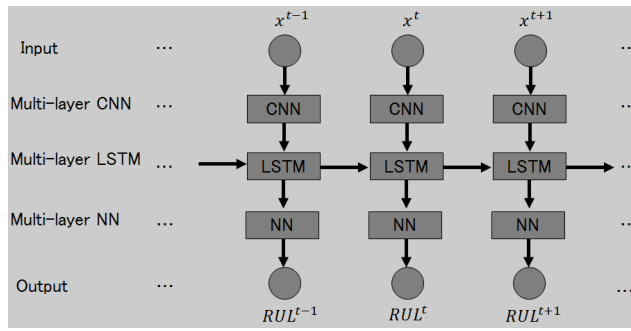 x^{t-1} x^t x^{t+1}
Input ... ...
Multi-layer CNN ... CNN CNN CNN ...
Multi-layer LSTM ... LSTM LSTM LSTM ...
Multi-layer NN ... NN NN NN ...
Output ... ...
RUL^{t-1} RUL^t RUL^{t+1}